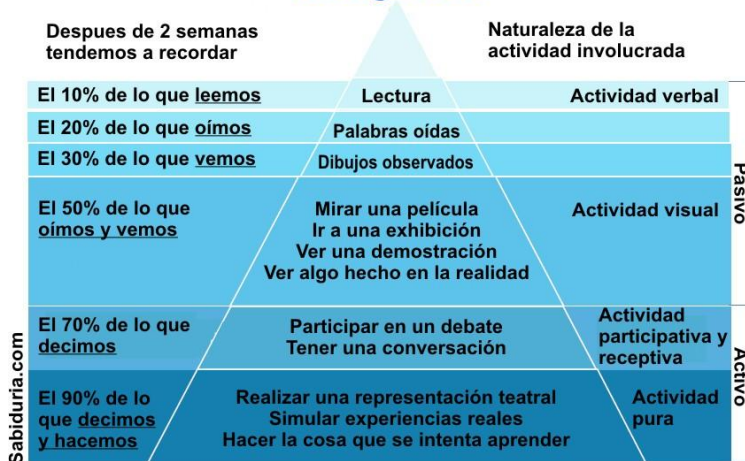 Despues de 2 semanas
tendemos a recordar
Naturaleza de la
actividad involucrada
El 10% de lo que leemos
Lectura
Actividad verbal
El 20% de lo que oímos
Palabras oídas
El 30% de lo que vemos
Dibujos observados
El 50% de lo que
oímos y vemos
Mirar una película
Ir a una exhibición
Ver una demostración
Ver algo hecho en la realidad
Actividad visual
Pasivo
El 70% de lo que
decimos
Participar en un debate
Tener una conversación
Actividad
participativa y
receptiva
El 90% de lo
que decimos
y hacemos
Realizar una representación teatral
Simular experiencias reales
Hacer la cosa que se intenta aprender
Actividad
pura
Activo
Sabiduria.com